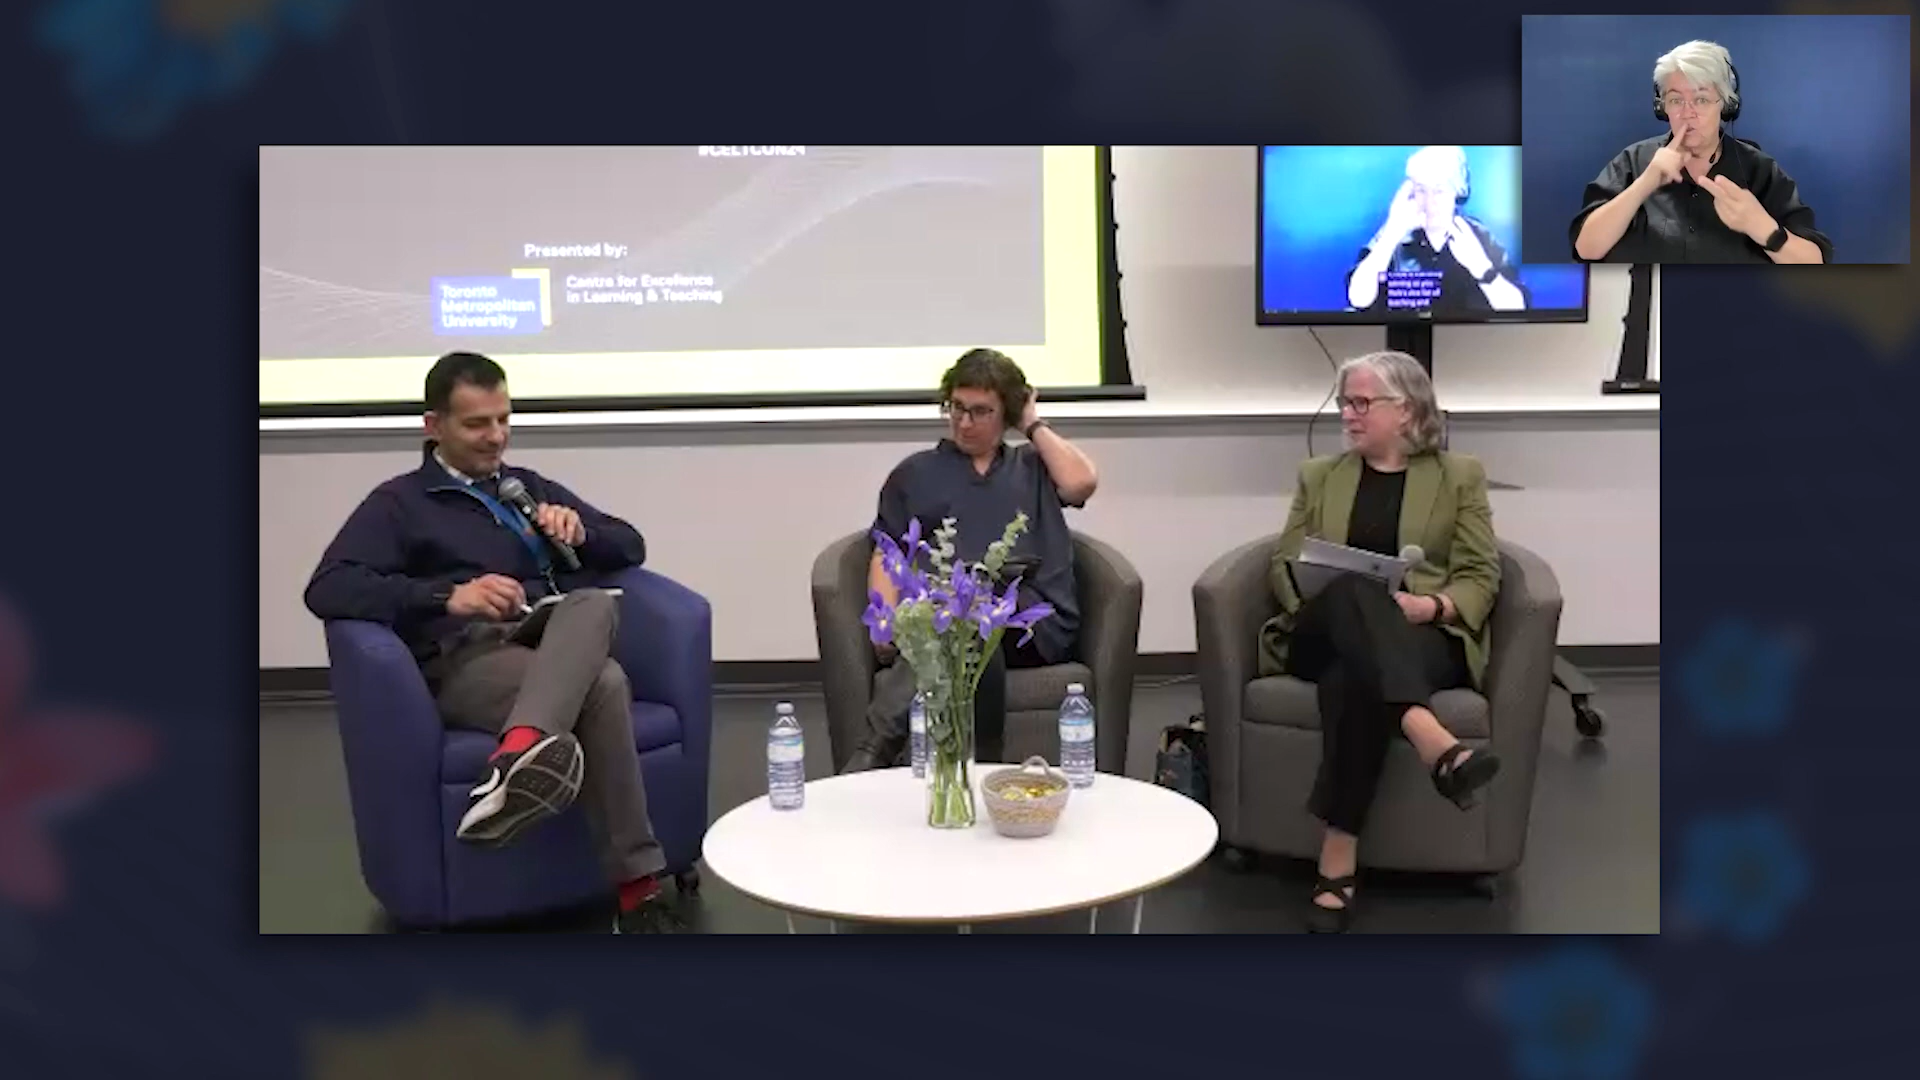 #CELTCON24
Presented by:
Toronto
Metropolitan
University
Centre for Excellence
in Learning & Teaching